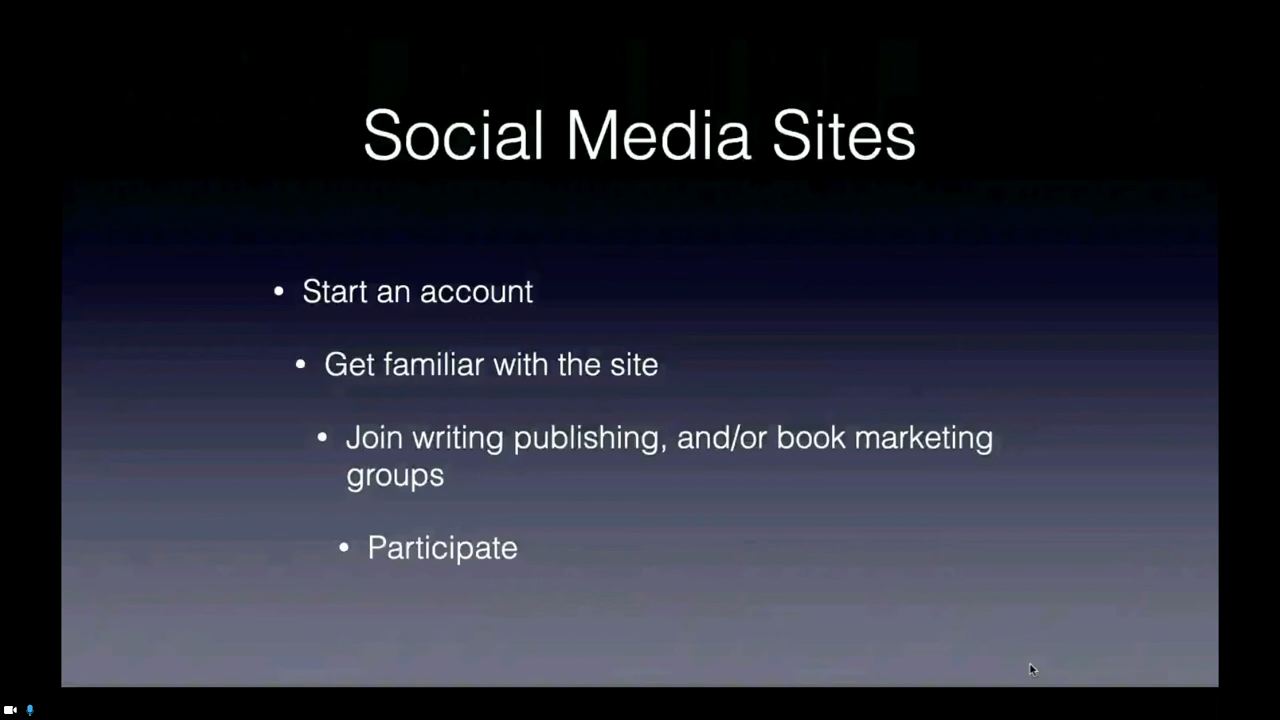 Social Media Sites
• Start an account
• Get familiar with the site
• Join writing publishing, and/or book marketing
groups
• Participate